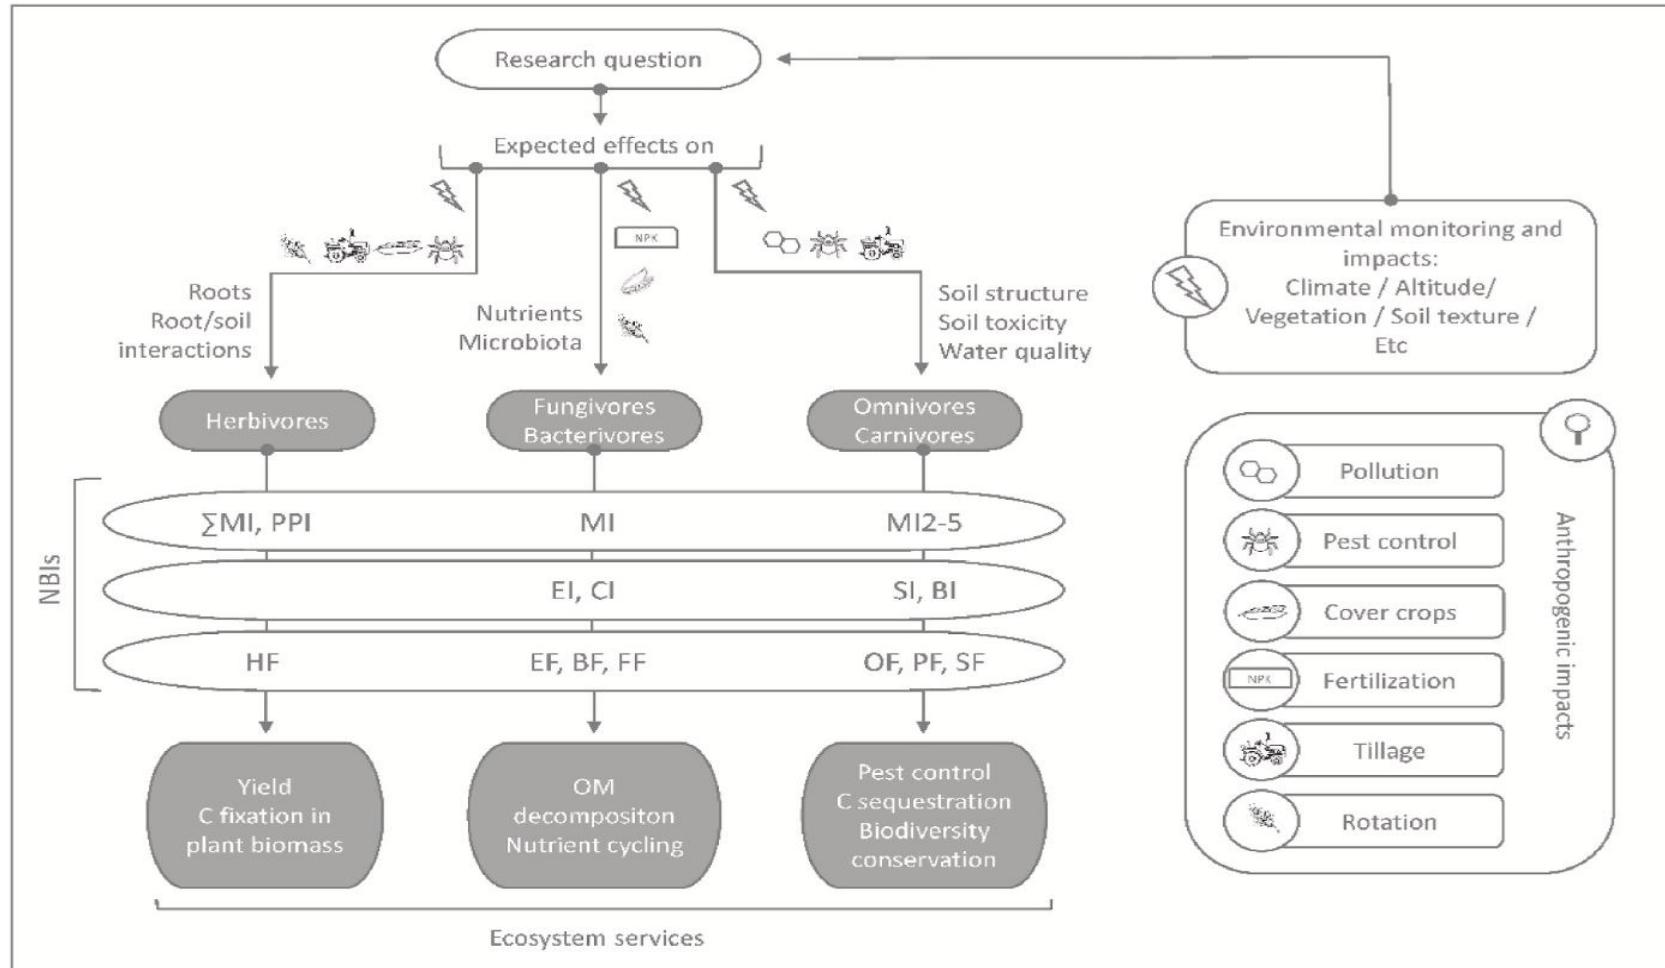 Research question
Expected effects on
NPK
Roots
Root/soil
interactions
Nutrients
Microbiota
Soil structure
Soil toxicity
Water quality
Herbivores
Fungivores
Bacterivores
Omnivores
Carnivores
NBIs
∑MI, PPI
MI
MI2-5
EI, CI
SI, BI
HF
EF, BF, FF
OF, PF, SF
Yield
C fixation in
plant biomass
OM
decompositon
Nutrient cycling
Pest control
C sequestration
Biodiversity
conservation
Ecosystem services
Environmental monitoring and
impacts:
Climate / Altitude/
Vegetation / Soil texture /
Etc
Pollution
Pest control
Cover crops
NPK
Fertilization
Tillage
Rotation
Anthropogenic impacts